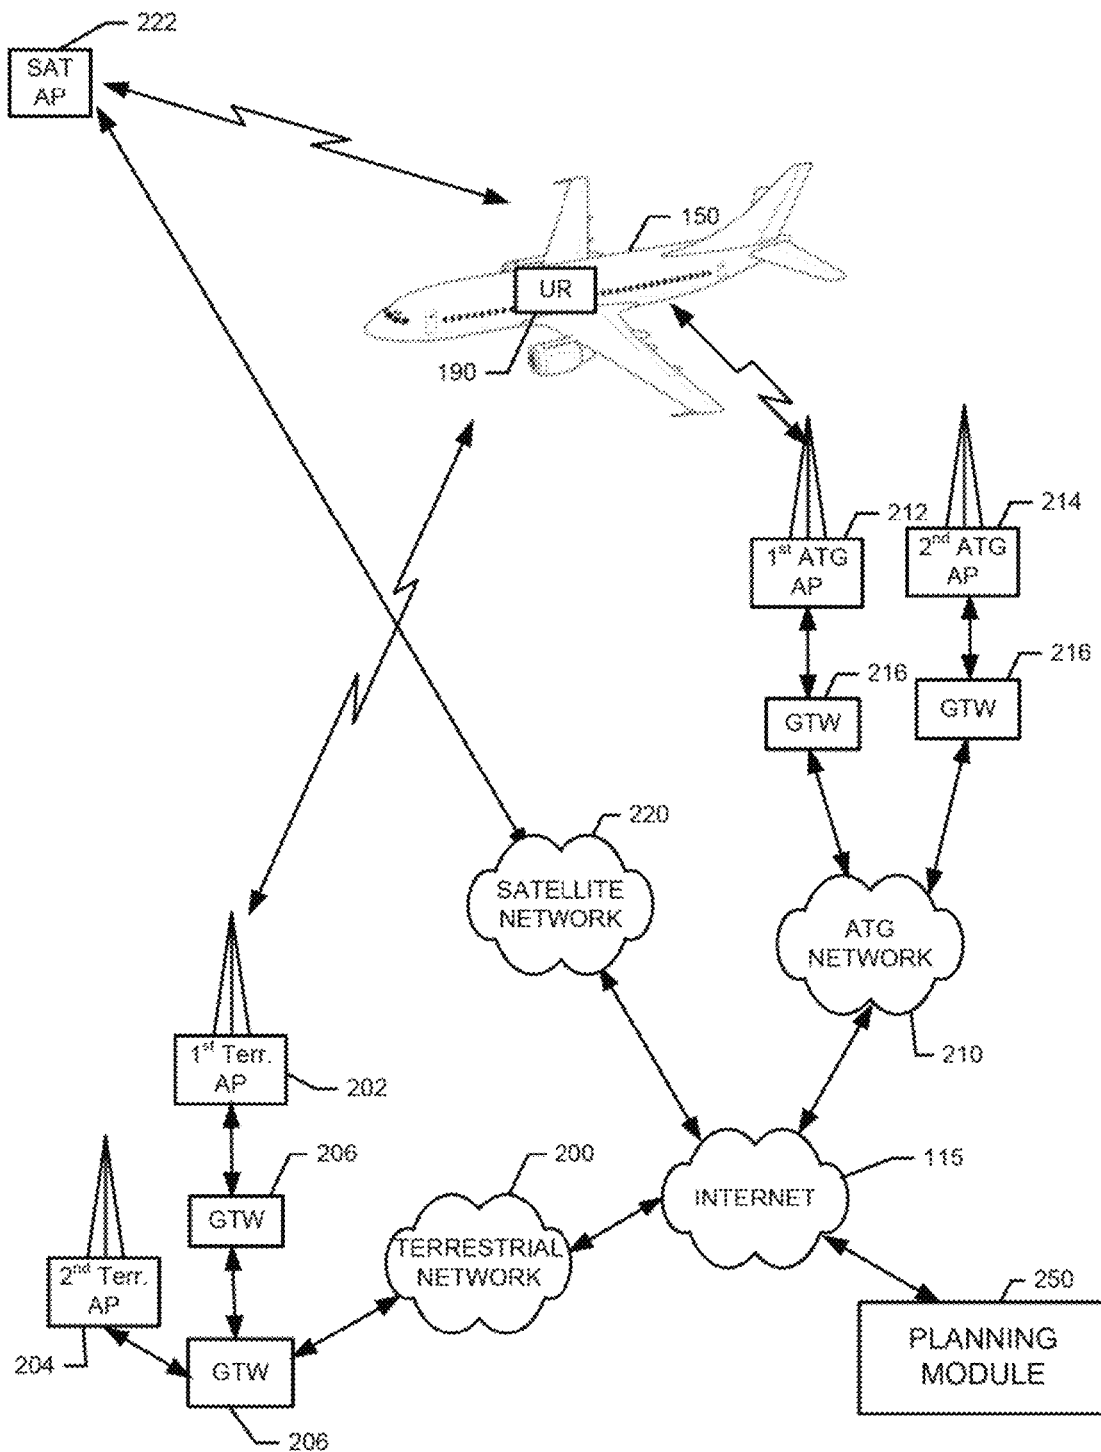 222
SAT
AP
150
UR
190
212
214
1st ATG
AP
2nd ATG
AP
216
216
GTW
GTW
220
SATELLITE
NETWORK
ATG
NETWORK
210
1st Terr.
AP
202
206
200
115
GTW
INTERNET
TERRESTRIAL
NETWORK
2nd Terr.
AP
250
204
GTW
PLANNING
MODULE
206